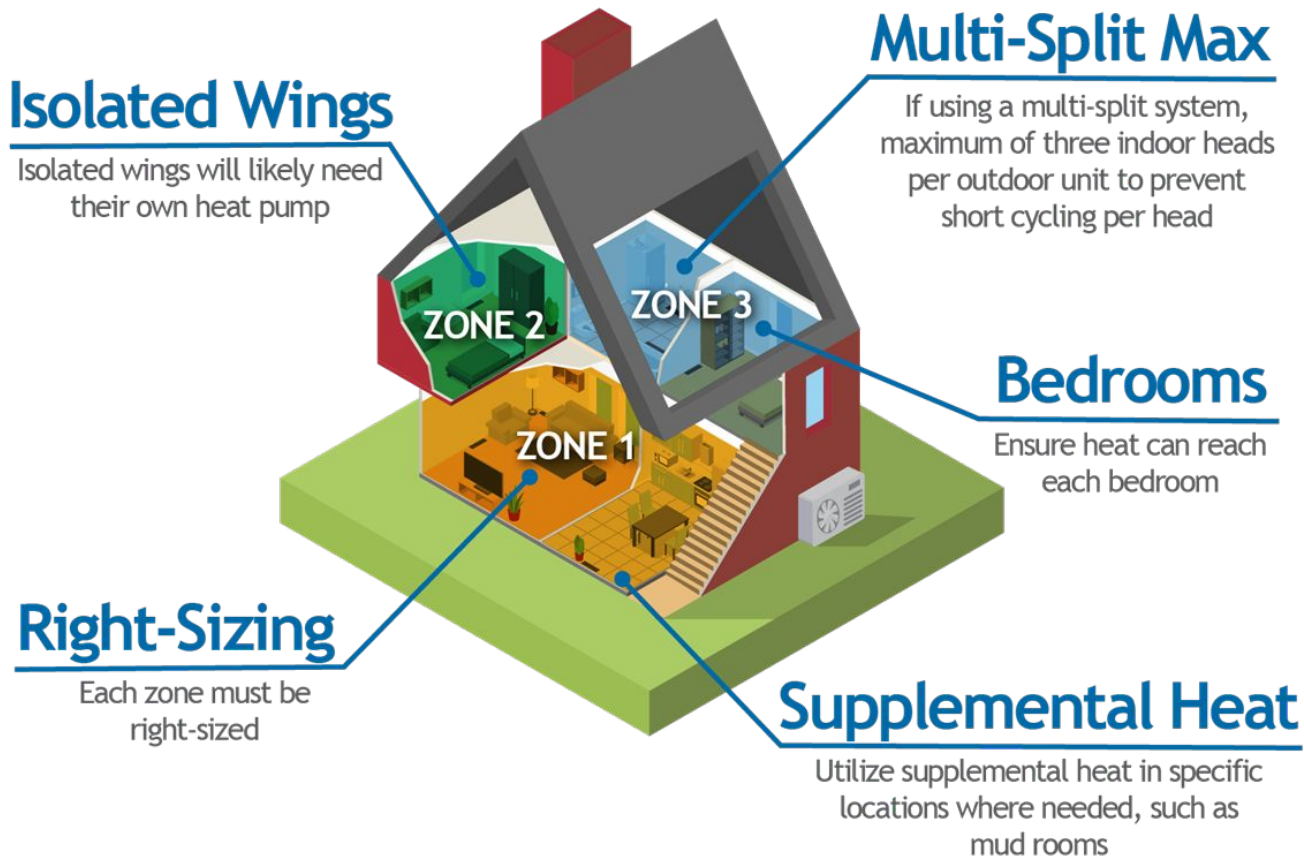 Isolated Wings
Isolated wings will likely need
their own heat pump
Multi-Split Max
If using a multi-split system,
maximum of three indoor heads
per outdoor unit to prevent
short cycling per head
ZONE 2
ZONE 3
ZONE 1
Bedrooms
Ensure heat can reach
each bedroom
Right-Sizing
Each zone must be
right-sized
Supplemental Heat
Utilize supplemental heat in specific
locations where needed, such as
mud rooms